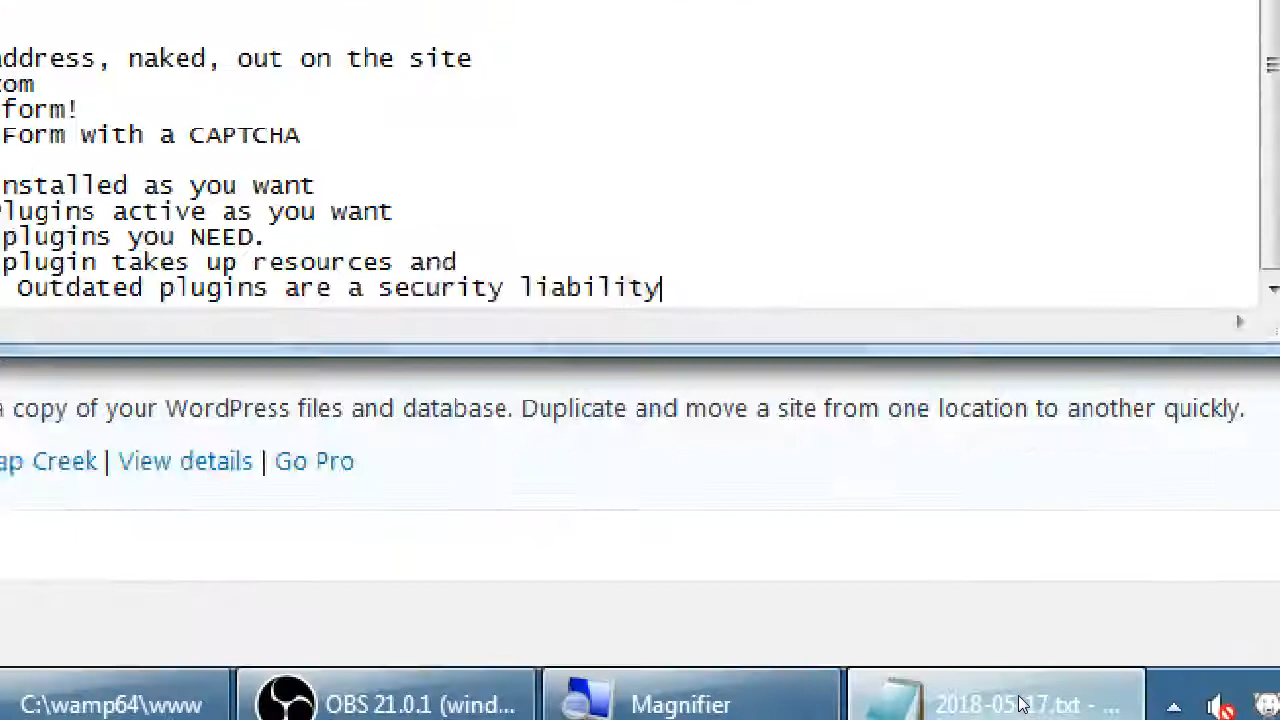 address, naked, out on the site
com
form!
Form with a CAPTCHA
nstalled as you want
Plugins active as you want
plugins you NEED.
plugin takes up resources and
Outdated plugins are a security liability
a copy of your WordPress files and database. Duplicate and move a site from one location to another quickly.
ap Creek | View details | Go Pro
C:\wamp64\www
OBS 21.0.1 (wind...
Magnifier
2018-05-17.txt - ...